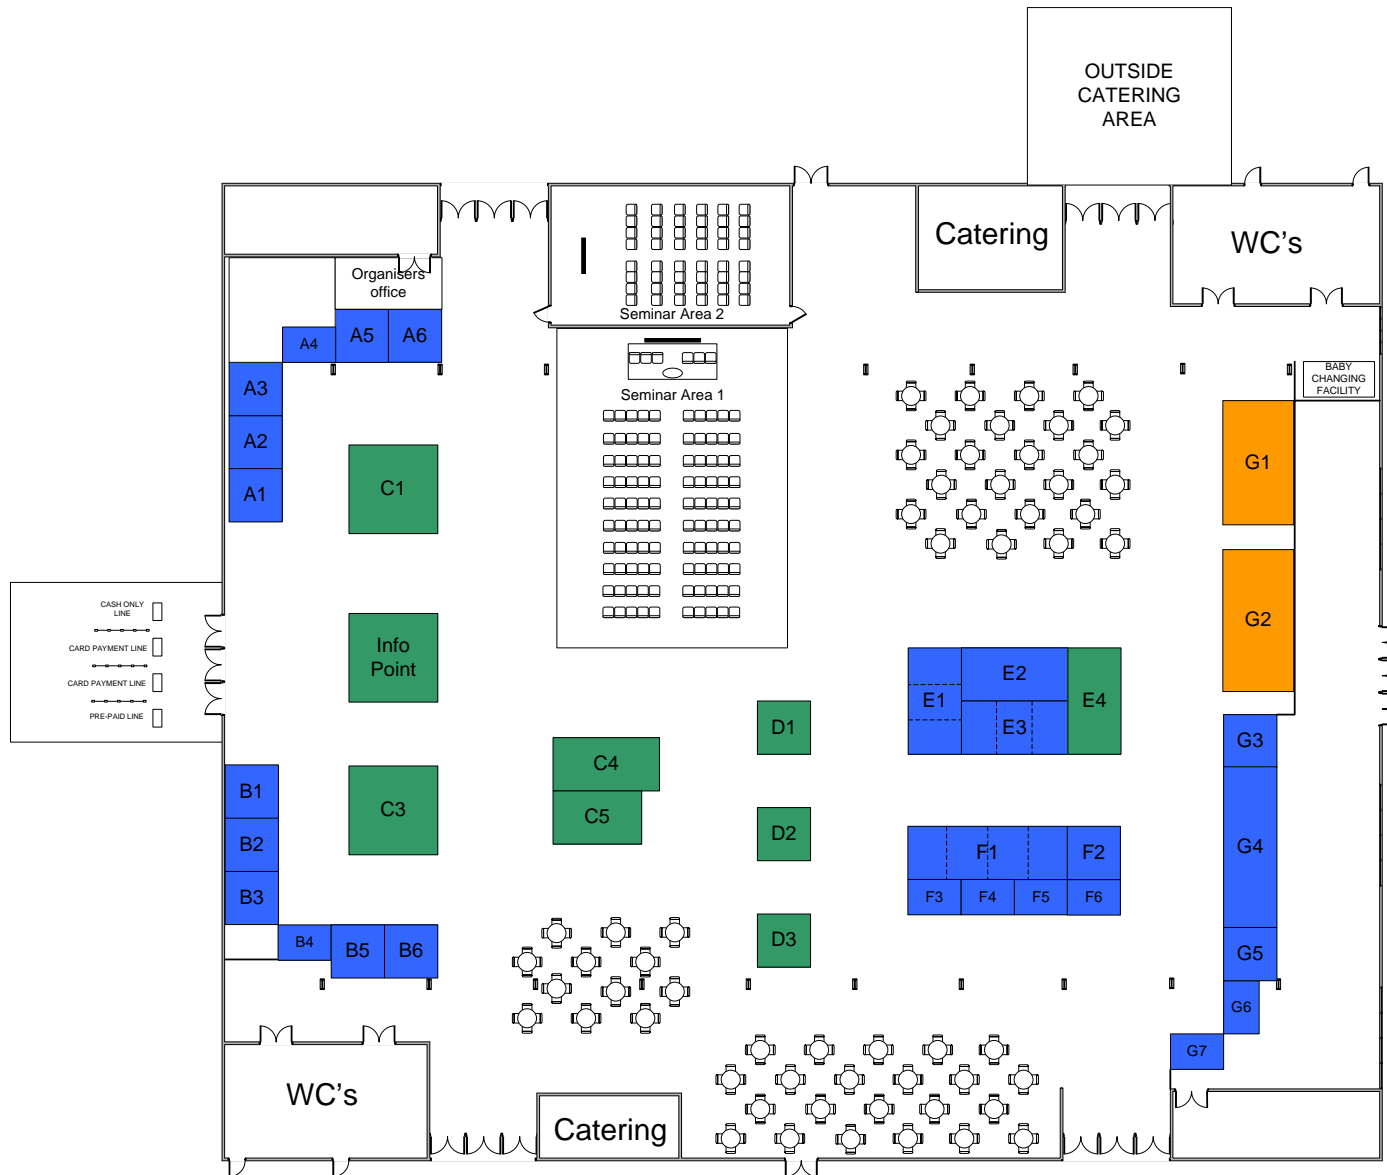 OUTSIDE
CATERING
AREA
Catering
WC's
Organisers
office
Seminar Area 2
A4
A5
A6
A3
A2
A1
Seminar Area 1
BABY
CHANGING
FACILITY
C1
G1
CASH ONLY
LINE
CARD PAYMENT LINE
CARD PAYMENT LINE
PRE-PAID LINE
Info
Point
G2
E1
E2
E3
E4
D1
G3
C4
C5
B1
B2
B3
C3
D2
F1
F2
F3
F4
F5
F6
G4
B4
B5
B6
D3
G5
G6
G7
WC's
Catering